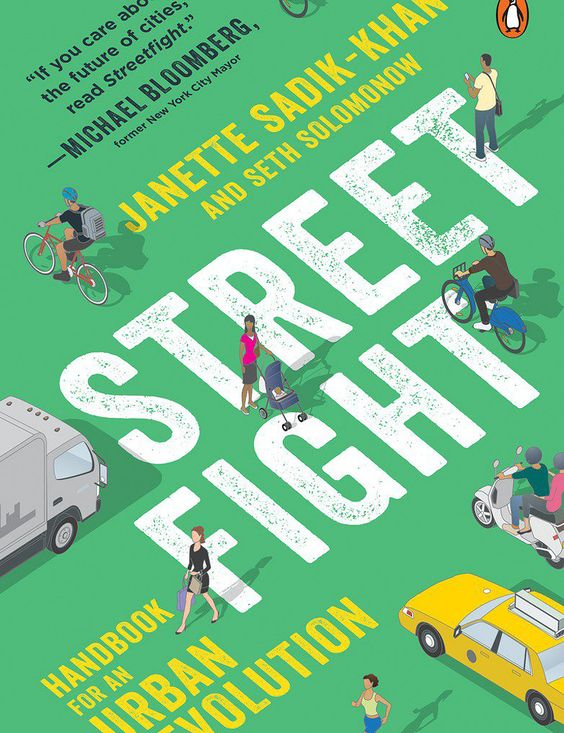 "If you care about
the future of cities,
read Streetfight."
—MICHAEL BLOOMBERG,
former New York City Mayor
JANETTE SADIK-KHAN
AND SETH SOLOMONOW
STREET
FIGHT
HANDBOOK
FOR AN
URBAN
EVOLUTION